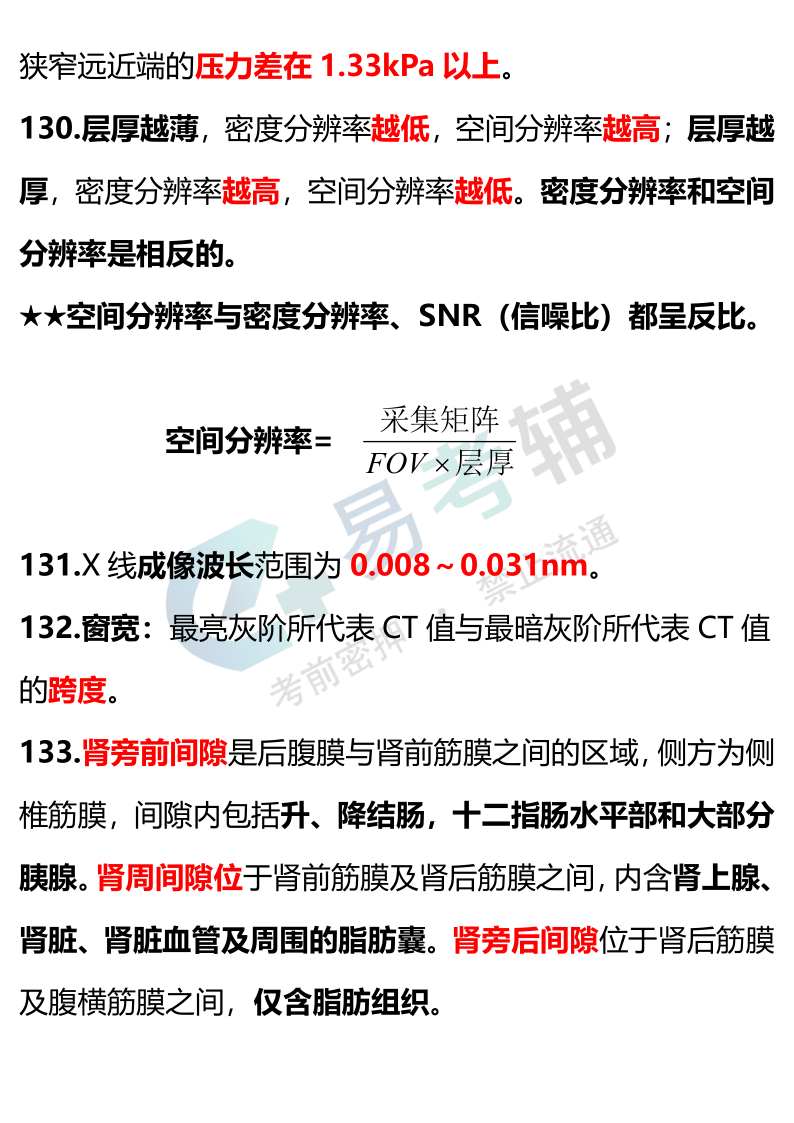 狭窄远近端的压力差在 1.33kPa 以上。
130.层厚越薄，密度分辨率越低，空间分辨率越高；层厚越
厚，密度分辨率越高，空间分辨率越低。密度分辨率和空间
分辨率是相反的。
★★空间分辨率与密度分辨率、SNR（信噪比）都呈反比。
空间分辨率= 采集矩阵
FOV×层厚
易考辅
考前密押 · 禁止流通
131.X 线成像波长范围为 0.008～0.031nm。
132.窗宽：最亮灰阶所代表 CT 值与最暗灰阶所代表 CT 值
的跨度。
133.肾旁前间隙是后腹膜与肾前筋膜之间的区域，侧方为侧
椎筋膜，间隙内包括升、降结肠，十二指肠水平部和大部分
胰腺。肾周间隙位于肾前筋膜及肾后筋膜之间，内含肾上腺、
肾脏、肾脏血管及周围的脂肪囊。肾旁后间隙位于肾后筋膜
及腹横筋膜之间，仅含脂肪组织。